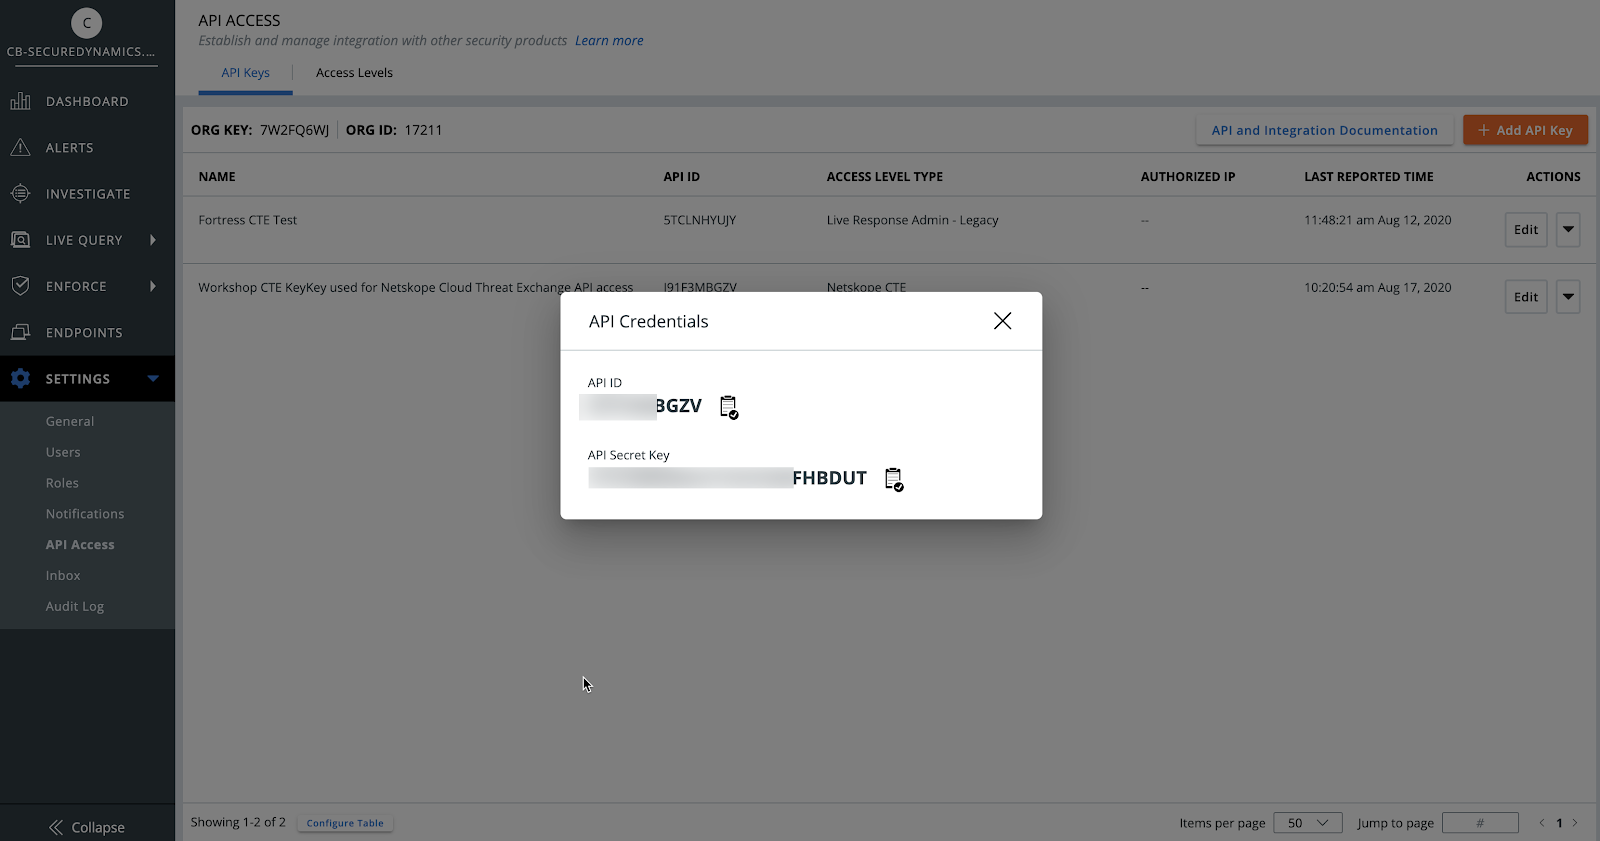 C
CB-SECUREDYNAMICS....
DASHBOARD
ALERTS
INVESTIGATE
LIVE QUERY
ENFORCE
ENDPOINTS
SETTINGS
General
Users
Roles
Notifications
API Access
Inbox
Audit Log
Collapse
API ACCESS
Establish and manage integration with other security products Learn more
API Keys Access Levels
ORG KEY: 7W2FQ6WJ ORG ID: 17211 API and Integration Documentation + Add API Key
NAME API ID ACCESS LEVEL TYPE AUTHORIZED IP LAST REPORTED TIME ACTIONS
Fortress CTE Test 5TCLNHYUJY Live Response Admin - Legacy -- 11:48:21 am Aug 12, 2020 Edit
Workshop CTE KeyKey used for Netskope Cloud Threat Exchange API access I91F3MBGZV Netskope CTE -- 10:20:54 am Aug 17, 2020 Edit
API Credentials
API ID
BGZV
API Secret Key
FHBDUT
Showing 1-2 of 2 Configure Table Items per page 50 Jump to page # < 1 >